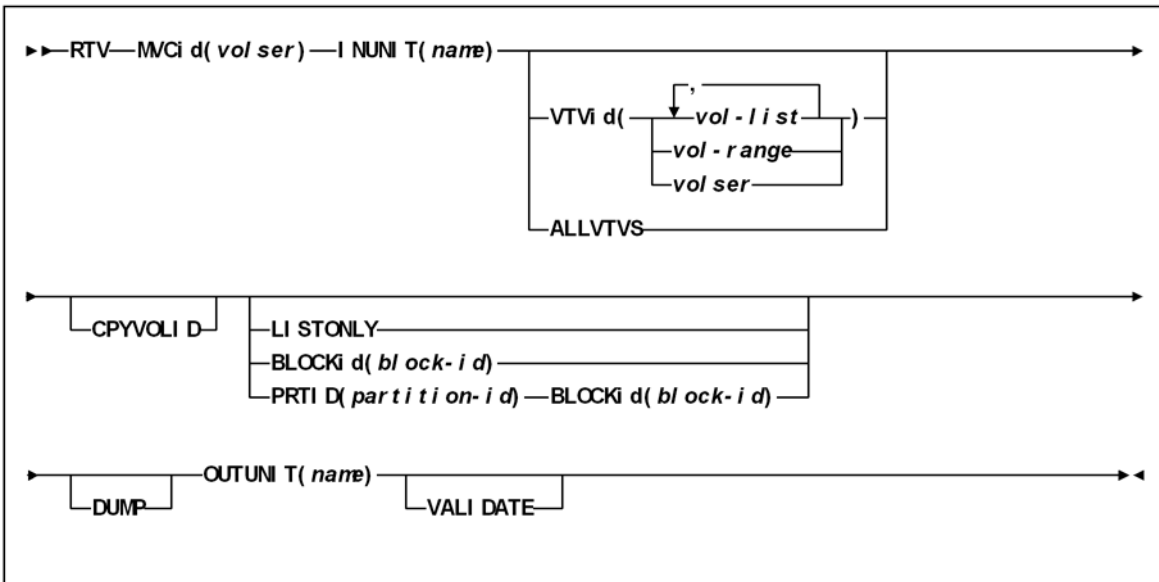 RTV MVCid(volser) INUNIT(name)
,
VTVid( vol-list )
vol-range
volser
ALLVTVS
CPYVOLID LISTONLY
BLOCKid(block-id)
PRTID(partition-id) BLOCKid(block-id)
OUTUNIT(name)
DUMP VALIDATE